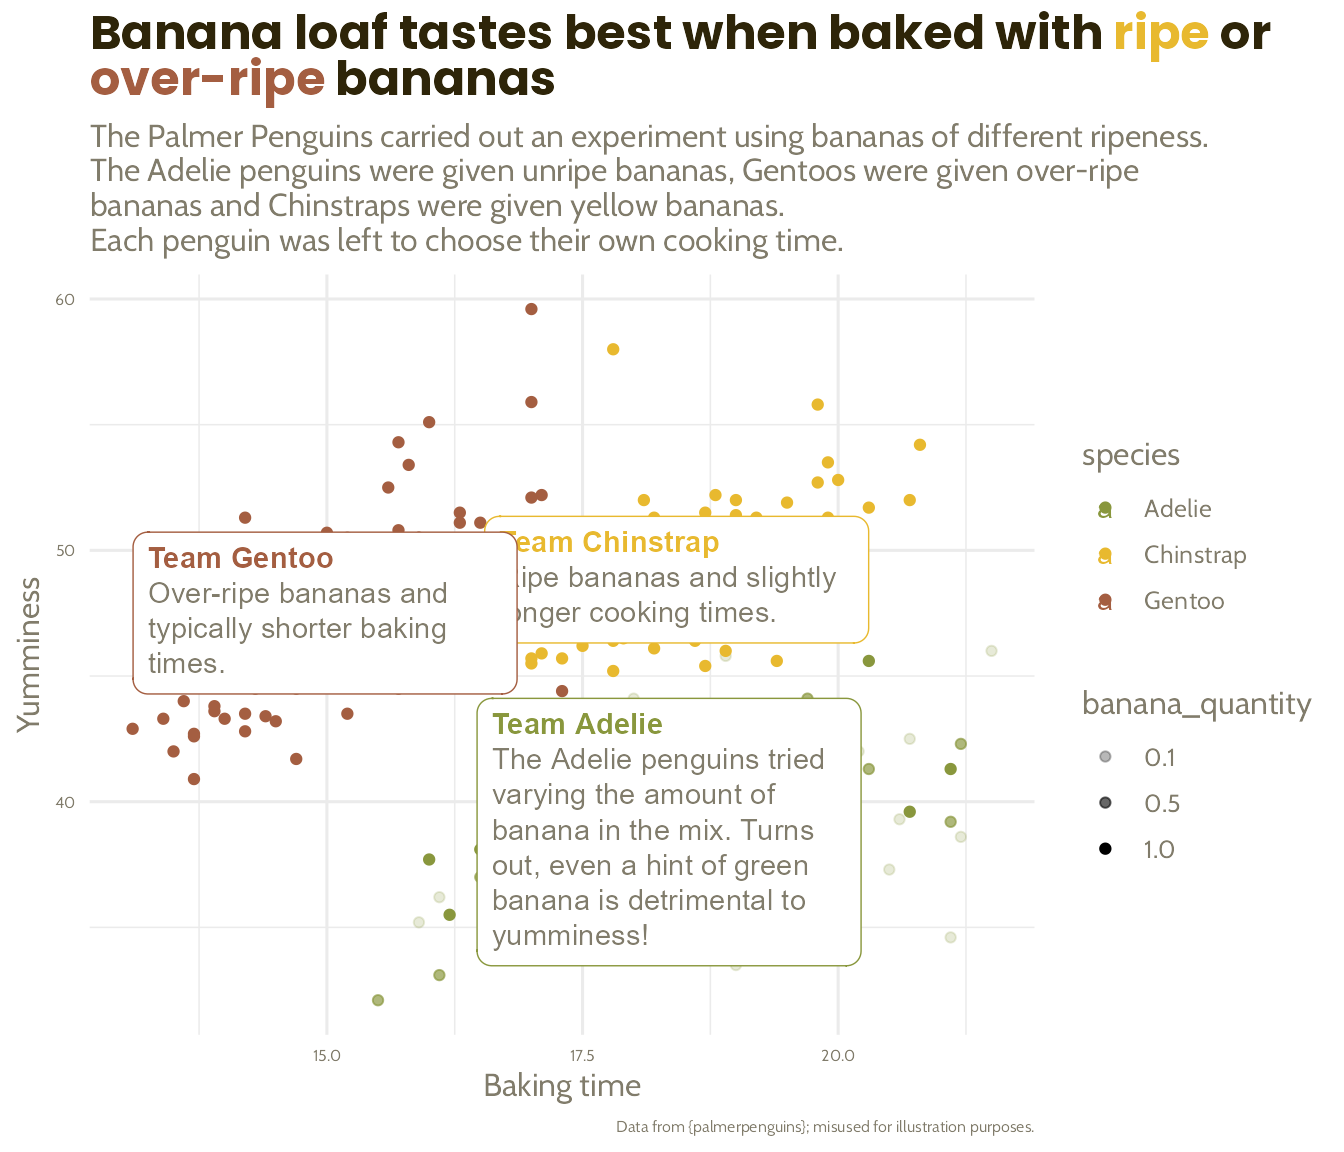 Banana loaf tastes best when baked with ripe or
over-ripe bananas
The Palmer Penguins carried out an experiment using bananas of different ripeness.
The Adelie penguins were given unripe bananas, Gentoos were given over-ripe
bananas and Chinstraps were given yellow bananas.
Each penguin was left to choose their own cooking time.
Yumminess
60
50
40
Team Gentoo
Over-ripe bananas and
typically shorter baking
times.
eam Chinstrap
ipe bananas and slightly
onger cooking times.
Team Adelie
The Adelie penguins tried
varying the amount of
banana in the mix. Turns
out, even a hint of green
banana is detrimental to
yumminess!
15.0
17.5
20.0
Baking time
species
a Adelie
a Chinstrap
a Gentoo
banana_quantity
0.1
0.5
1.0
Data from {palmerpenguins}; misused for illustration purposes.